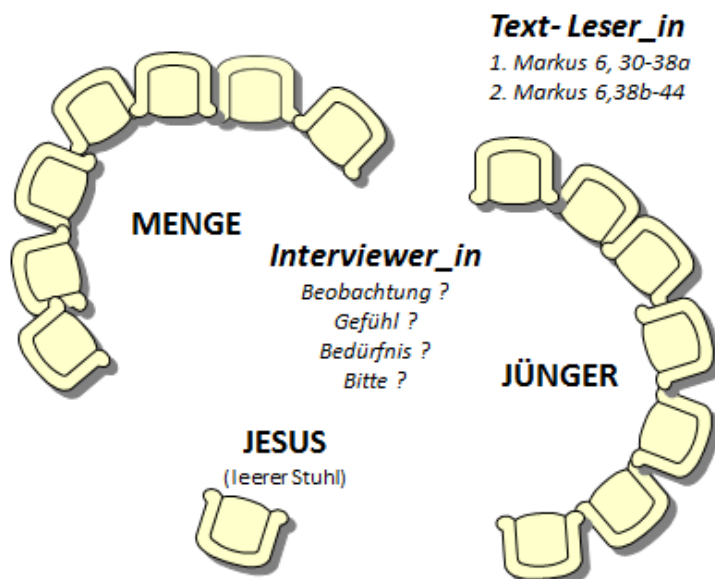 Text- Leser_in
1. Markus 6, 30-38a
2. Markus 6,38b-44
MENGE
Interviewer_in
Beobachtung ?
Gefühl ?
Bedürfnis ?
Bitte ?
JÜNGER
JESUS
(leerer Stuhl)